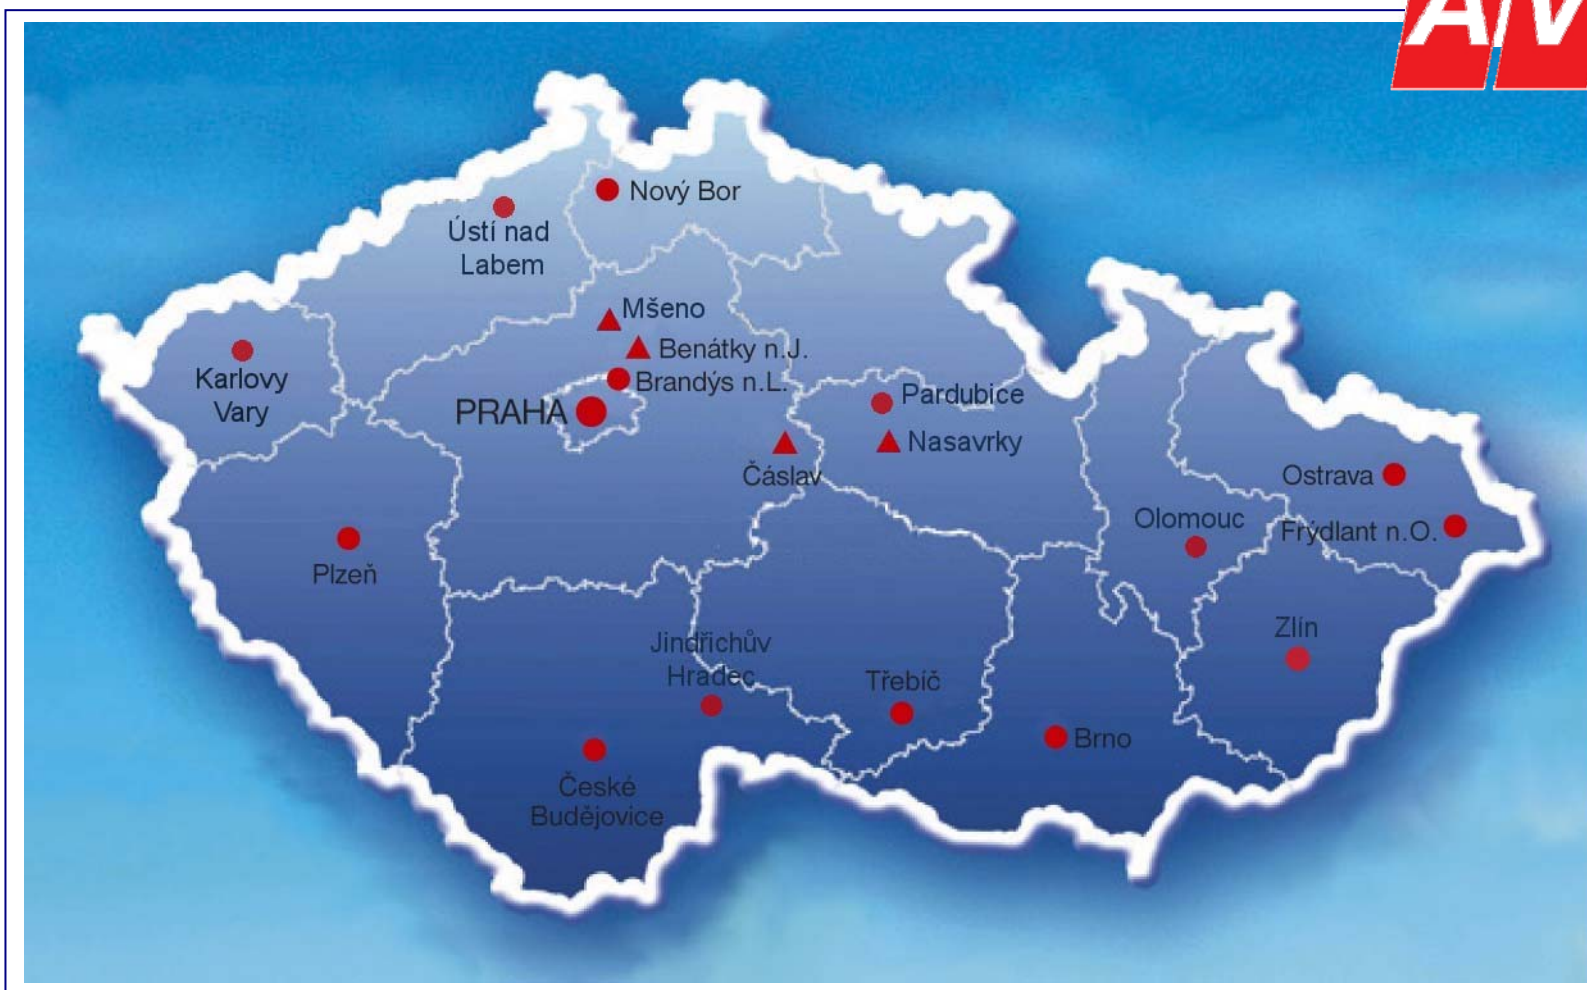 AV
Nový Bor
Ústí nad
Labem
Mšeno
Benátky n.J.
Karlovy
Vary
Brandýs n.L.
PRAHA
Pardubice
Nasavrky
Čáslav
Ostrava
Olomouc
Frýdlant n.O.
Plzeň
Zlín
Jindřichův
Hradec
Třebíč
Brno
České
Budějovice